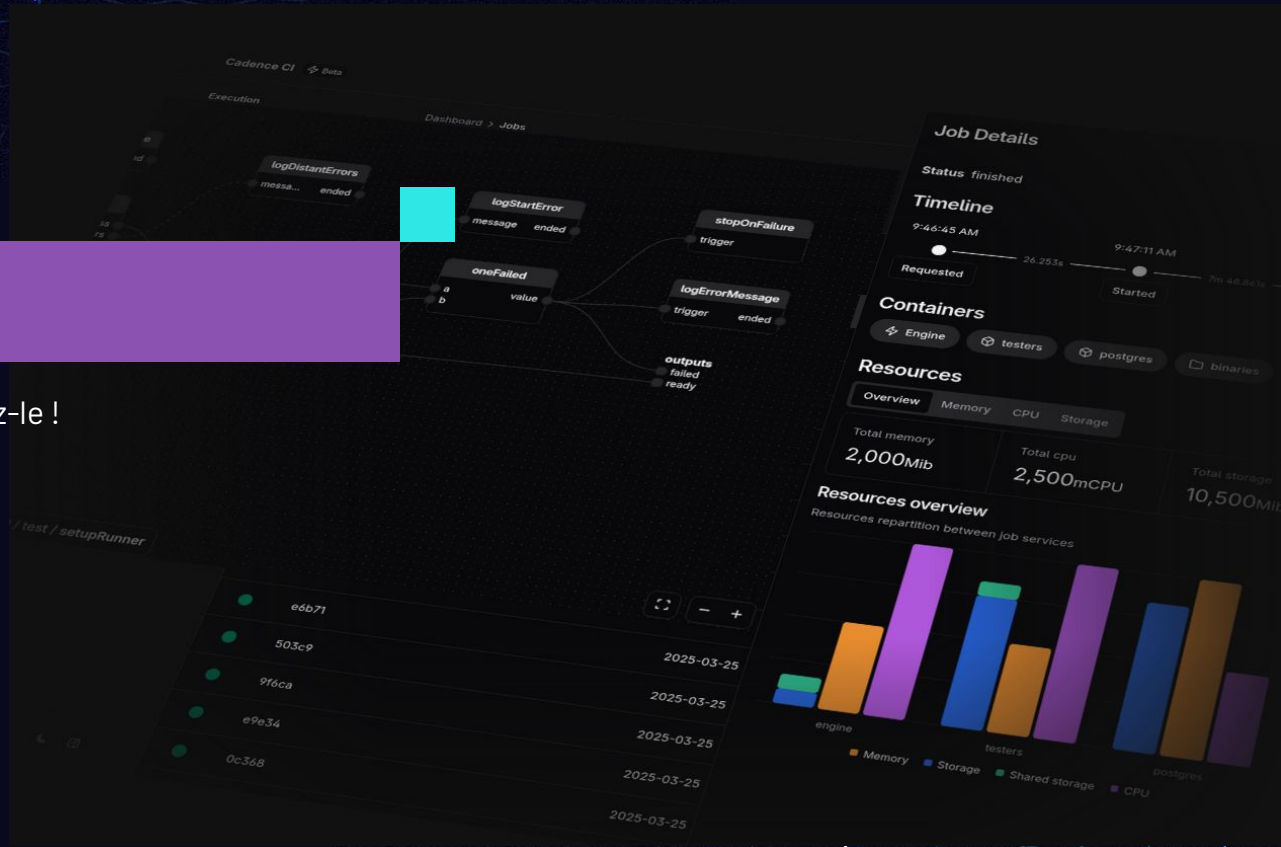 Cadence CI Beta
Execution
Dashboard > Jobs
logDistantErrors
messa... ended
logStartError
message ended
stopOnFailure
trigger
oneFailed
a value
b
logErrorMessage
trigger ended
outputs
failed
ready
z-le !
/ test / setupRunner
e6b71 2025-03-25
503c9 2025-03-25
9f6ca 2025-03-25
e9e34 2025-03-25
0c368 2025-03-25
Job Details
Status finished
Timeline
9:46:45 AM 9:47:11 AM
26.253s
Requested Started
Containers
Engine testers postgres binaries
Resources
Overview Memory CPU Storage
Total memory Total cpu Total storage
2,000Mib 2,500mCPU 10,500Mib
Resources overview
Resources repartition between job services
engine testers postgres
Memory Storage Shared storage CPU